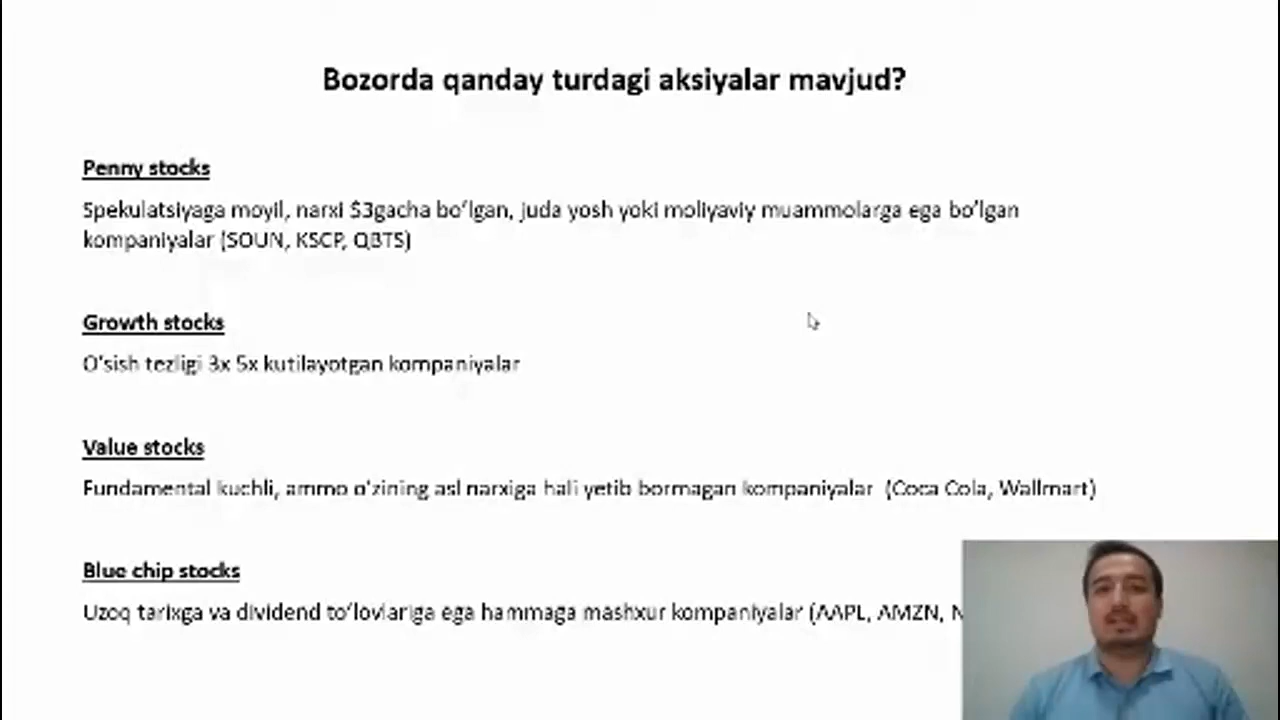 Bozorda qanday turdagi aksiyalar mavjud?
Penny stocks
Spekulatsiyaga moyil, narxi $3gacha bo‘lgan, juda yosh yoki moliyaviy muammolarga ega bo‘lgan
kompaniyalar (SOUN, KSCP, QBTS)
Growth stocks
O‘sish tezligi 3x 5x kutilayotgan kompaniyalar
Value stocks
Fundamental kuchli, ammo o‘zining asl narxiga hali yetib bormagan kompaniyalar (Coca Cola, Wallmart)
Blue chip stocks
Uzoq tarixga va dividend to‘lovlariga ega hammaga mashxur kompaniyalar (AAPL, AMZN,